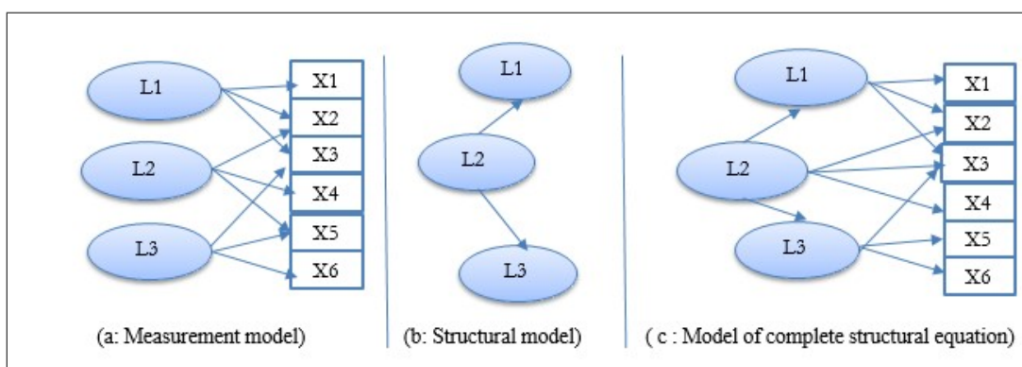 L1
L2
L3
X1
X2
X3
X4
X5
X6
(a: Measurement model)
L1
L2
L3
(b: Structural model)
L1
L2
L3
X1
X2
X3
X4
X5
X6
( c : Model of complete structural equation)